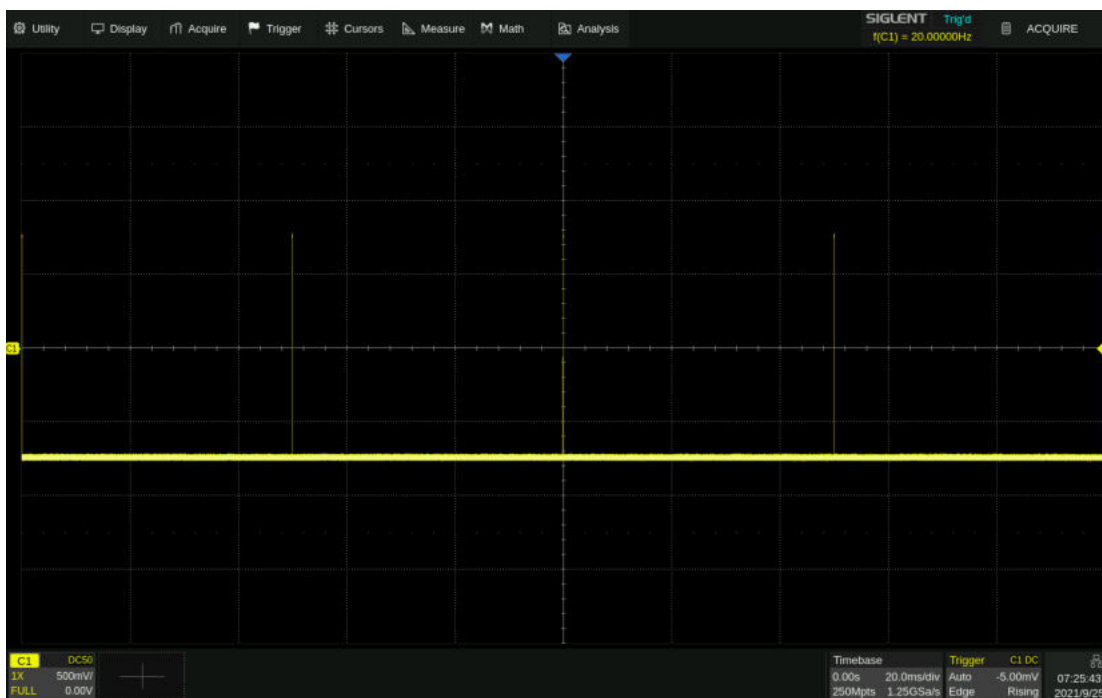 Utility Display Acquire Trigger Cursors Measure Math Analysis
SIGLENT Trig'd
f(C1) = 20.00000Hz
ACQUIRE
C1
C1 DC50
1X 500mV/
FULL 0.00V
Timebase
0.00s 20.0ms/div
250Mpts 1.25GSa/s
Trigger C1 DC
Auto -5.00mV
Edge Rising
07:25:43